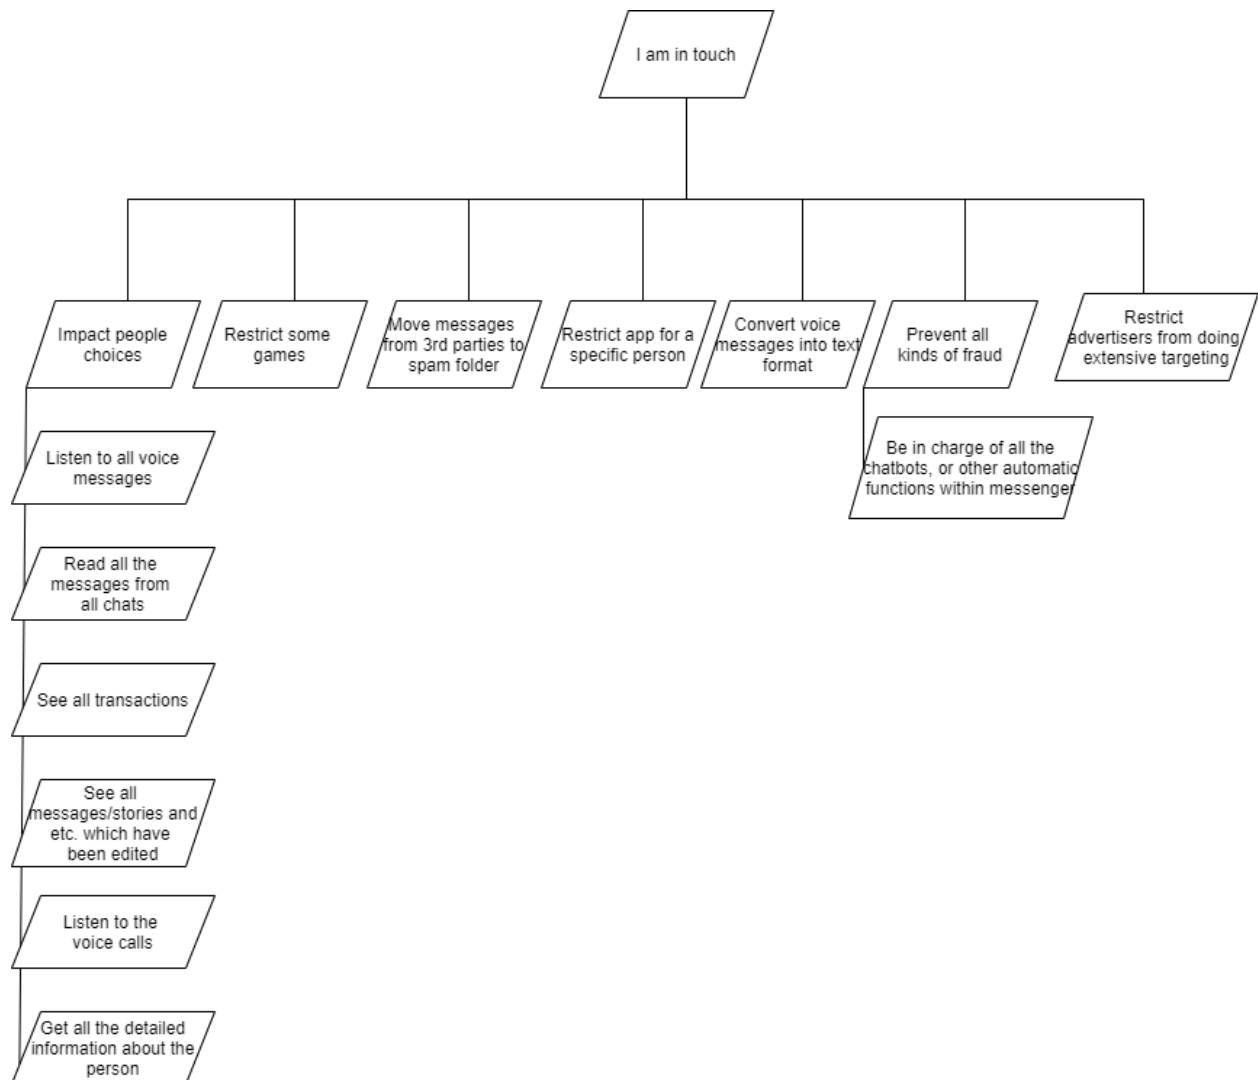 I am in touch
Impact people
choices
Restrict some
games
Move messages
from 3rd parties to
spam folder
Restrict app for a
specific person
Convert voice
messages into text
format
Prevent all
kinds of fraud
Restrict
advertisers from doing
extensive targeting
Listen to all voice
messages
Be in charge of all the
chatbots, or other automatic
functions within messenger
Read all the
messages from
all chats
See all transactions
See all
messages/stories and
etc. which have
been edited
Listen to the
voice calls
Get all the detailed
information about the
person